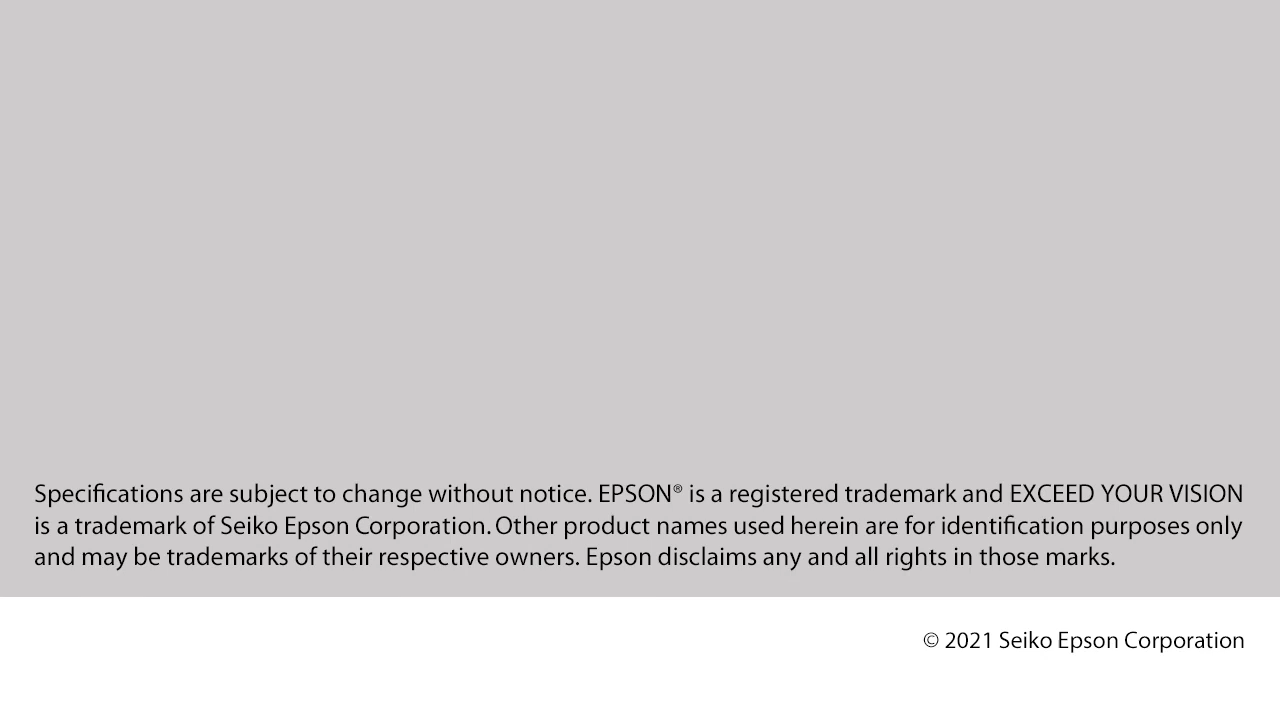 Specifications are subject to change without notice. EPSON® is a registered trademark and EXCEED YOUR VISION
is a trademark of Seiko Epson Corporation. Other product names used herein are for identification purposes only
and may be trademarks of their respective owners. Epson disclaims any and all rights in those marks.
© 2021 Seiko Epson Corporation